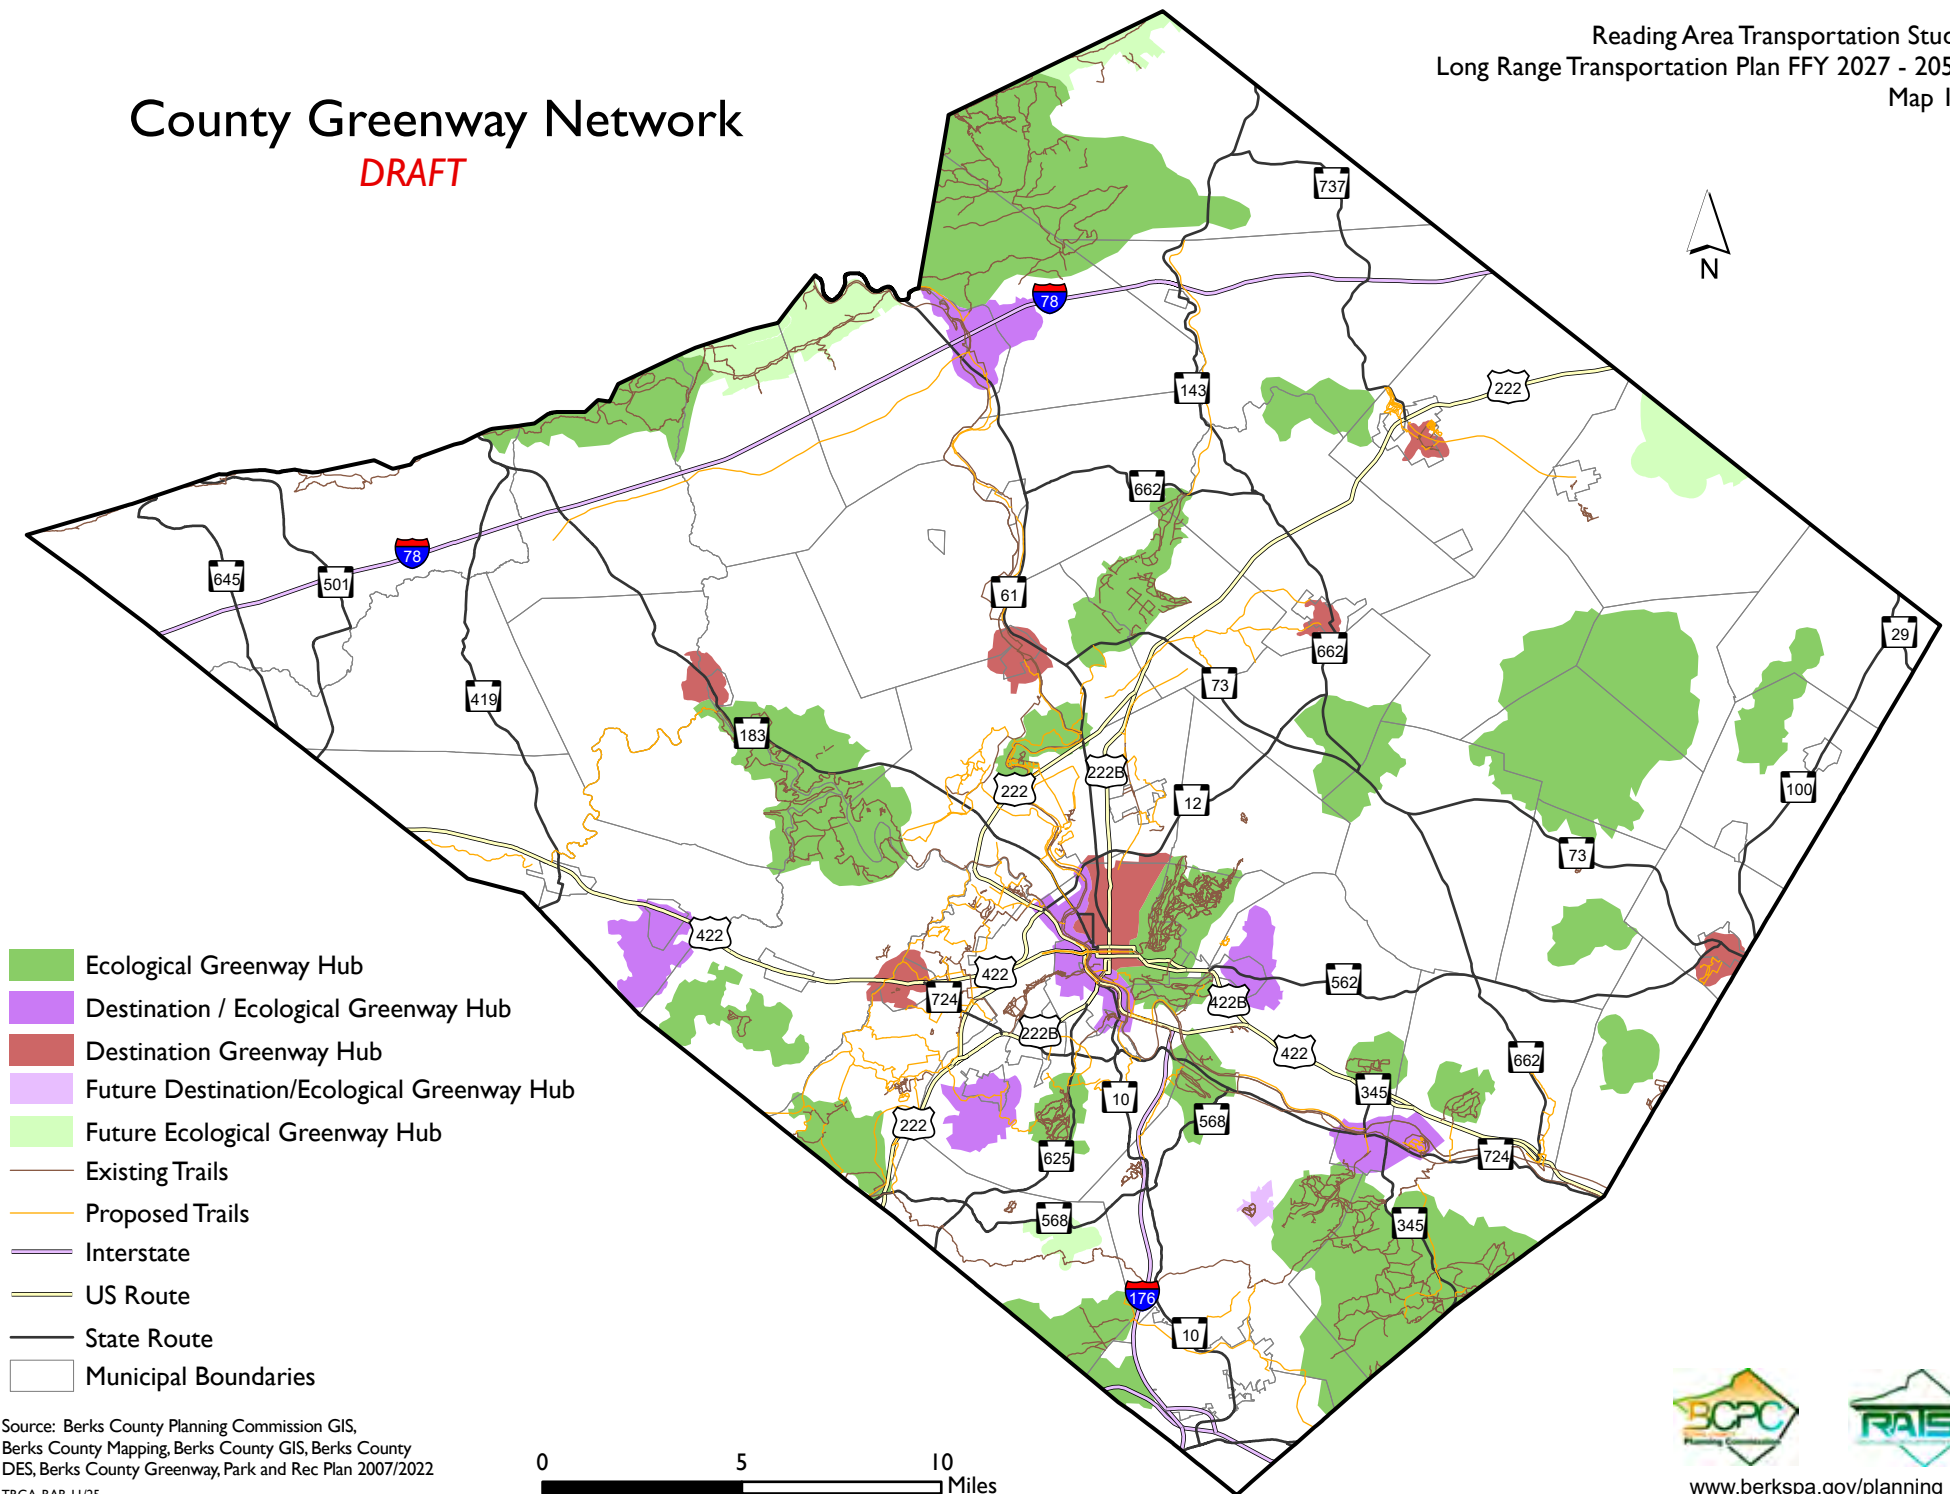 County Greenway Network
DRAFT
Reading Area Transportation
Long Range Transportation Plan FFY 2027 -
Map
N
737
78
143
222
662
78
645
501
61
29
662
419
73
183
222B
222
12
100
73
422
422
724
562
422B
222B
422
662
345
10
568
222
625
724
568
345
176
10
Ecological Greenway Hub
Destination / Ecological Greenway Hub
Destination Greenway Hub
Future Destination/Ecological Greenway Hub
Future Ecological Greenway Hub
Existing Trails
Proposed Trails
Interstate
US Route
State Route
Municipal Boundaries
Source: Berks County Planning Commission GIS,
Berks County Mapping, Berks County GIS, Berks County
DES, Berks County Greenway, Park and Rec Plan 2007/2022
0 5 10
Miles
BCPC
Planning Commission
RATS
www.berkspa.gov/planning